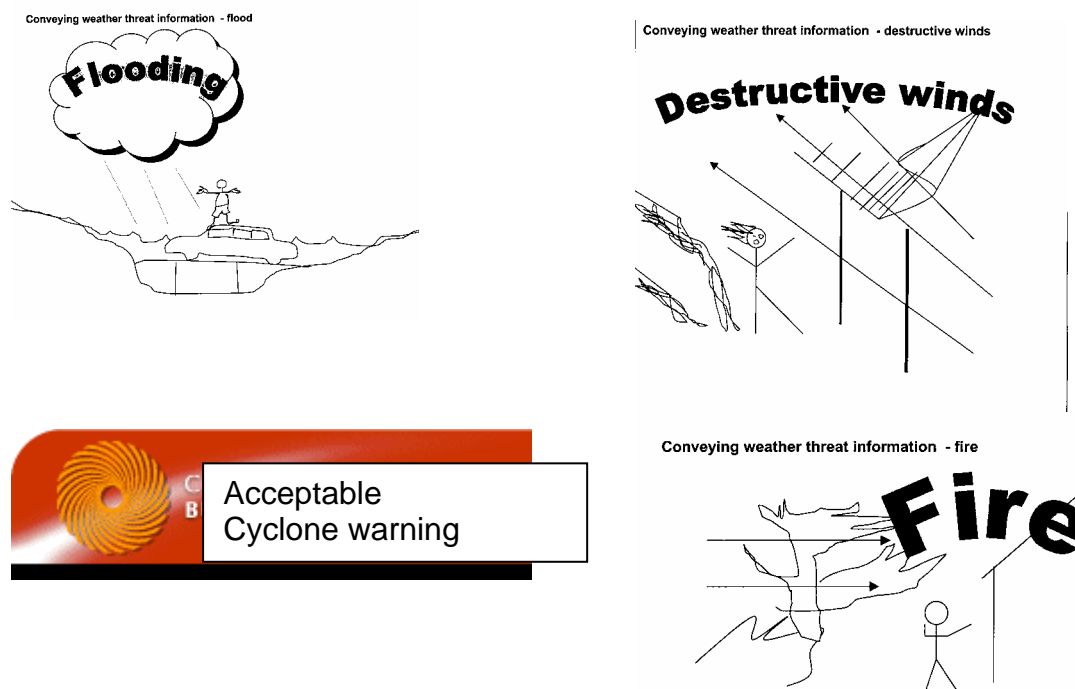 Conveying weather threat information - flood
Flooding
Conveying weather threat information - destructive winds
Destructive winds
C
B
Acceptable
Cyclone warning
Conveying weather threat information - fire
Fire